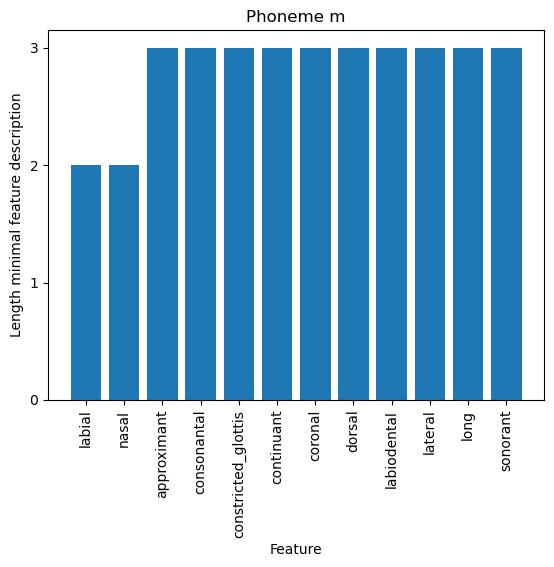 Phoneme m
Length minimal feature description
3
2
1
0
labial
nasal
approximant
consonantal
constricted_glottis
continuant
coronal
dorsal
labiodental
lateral
long
sonorant
Feature